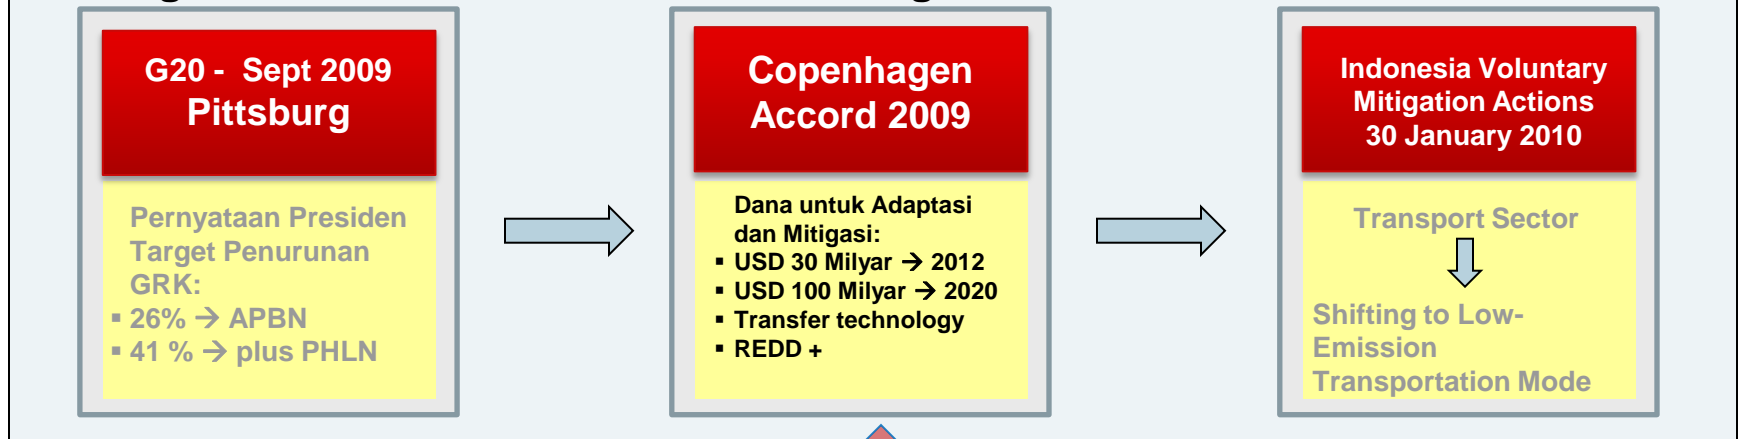 G20 - Sept 2009
Pittsburg
Pernyataan Presiden
Target Penurunan
GRK:
▪ 26% → APBN
▪ 41 % → plus PHLN
Copenhagen
Accord 2009
Dana untuk Adaptasi
dan Mitigasi:
▪ USD 30 Milyar → 2012
▪ USD 100 Milyar → 2020
▪ Transfer technology
▪ REDD +
Indonesia Voluntary
Mitigation Actions
30 January 2010
Transport Sector
Shifting to Low-
Emission
Transportation Mode